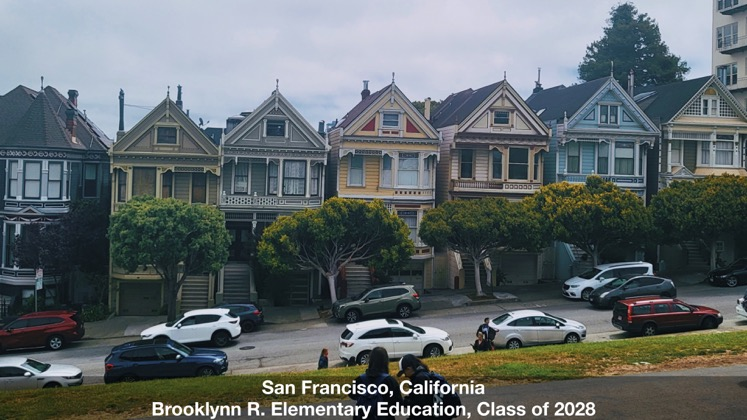 San Francisco, California
Brooklynn R. Elementary Education, Class of 2028